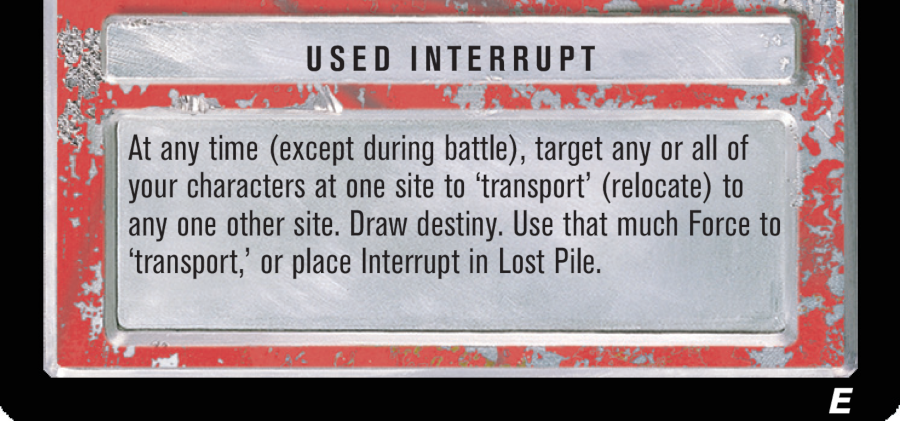 USED INTERRUPT
At any time (except during battle), target any or all of
your characters at one site to ‘transport’ (relocate) to
any one other site. Draw destiny. Use that much Force to
‘transport,’ or place Interrupt in Lost Pile.
E